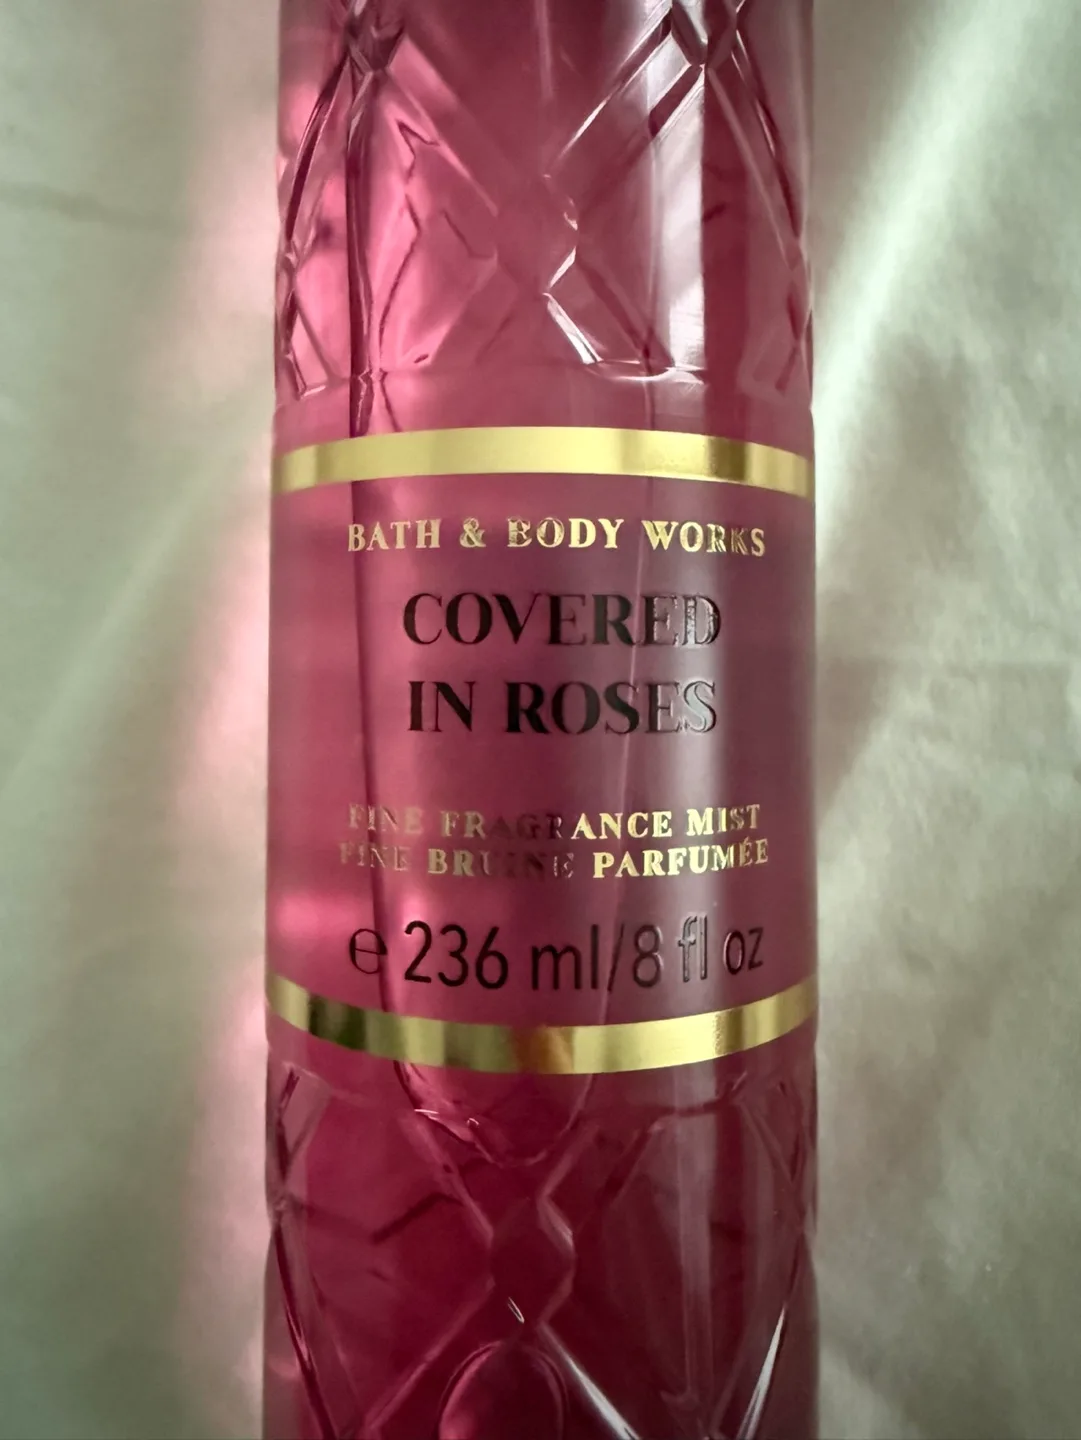 BATH & BODY WORKS
COVERED
IN ROSES
FINE FRAGRANCE MIST
FINE BRUINE PARFUMÉE
℮ 236 ml/8 fl oz